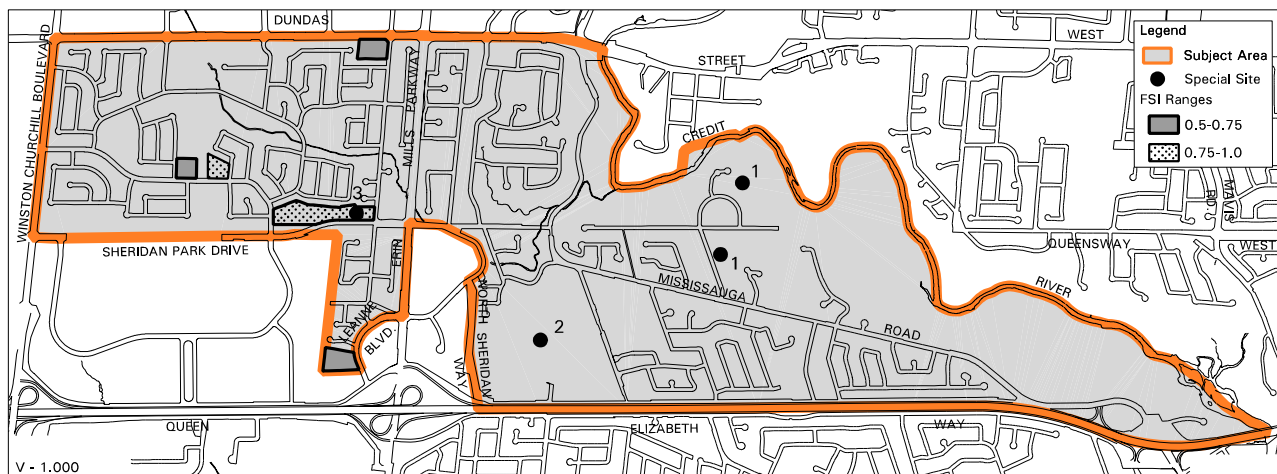 DUNDAS
WEST
STREET
WINSTON CHURCHILL BOULEVARD
MILLS PARKWAY
ERIN
CREDIT
1
3
1
SHERIDAN PARK DRIVE
MISSISSAUGA
ROAD
RIVER
QUEENSWAY
WEST
MAVIS
RD
LEANNE
BLVD.
NORTH SHERIDAN
WAY
2
QUEEN
ELIZABETH
WAY
V - 1.000
Legend
Subject Area
Special Site
FSI Ranges
0.5-0.75
0.75-1.0